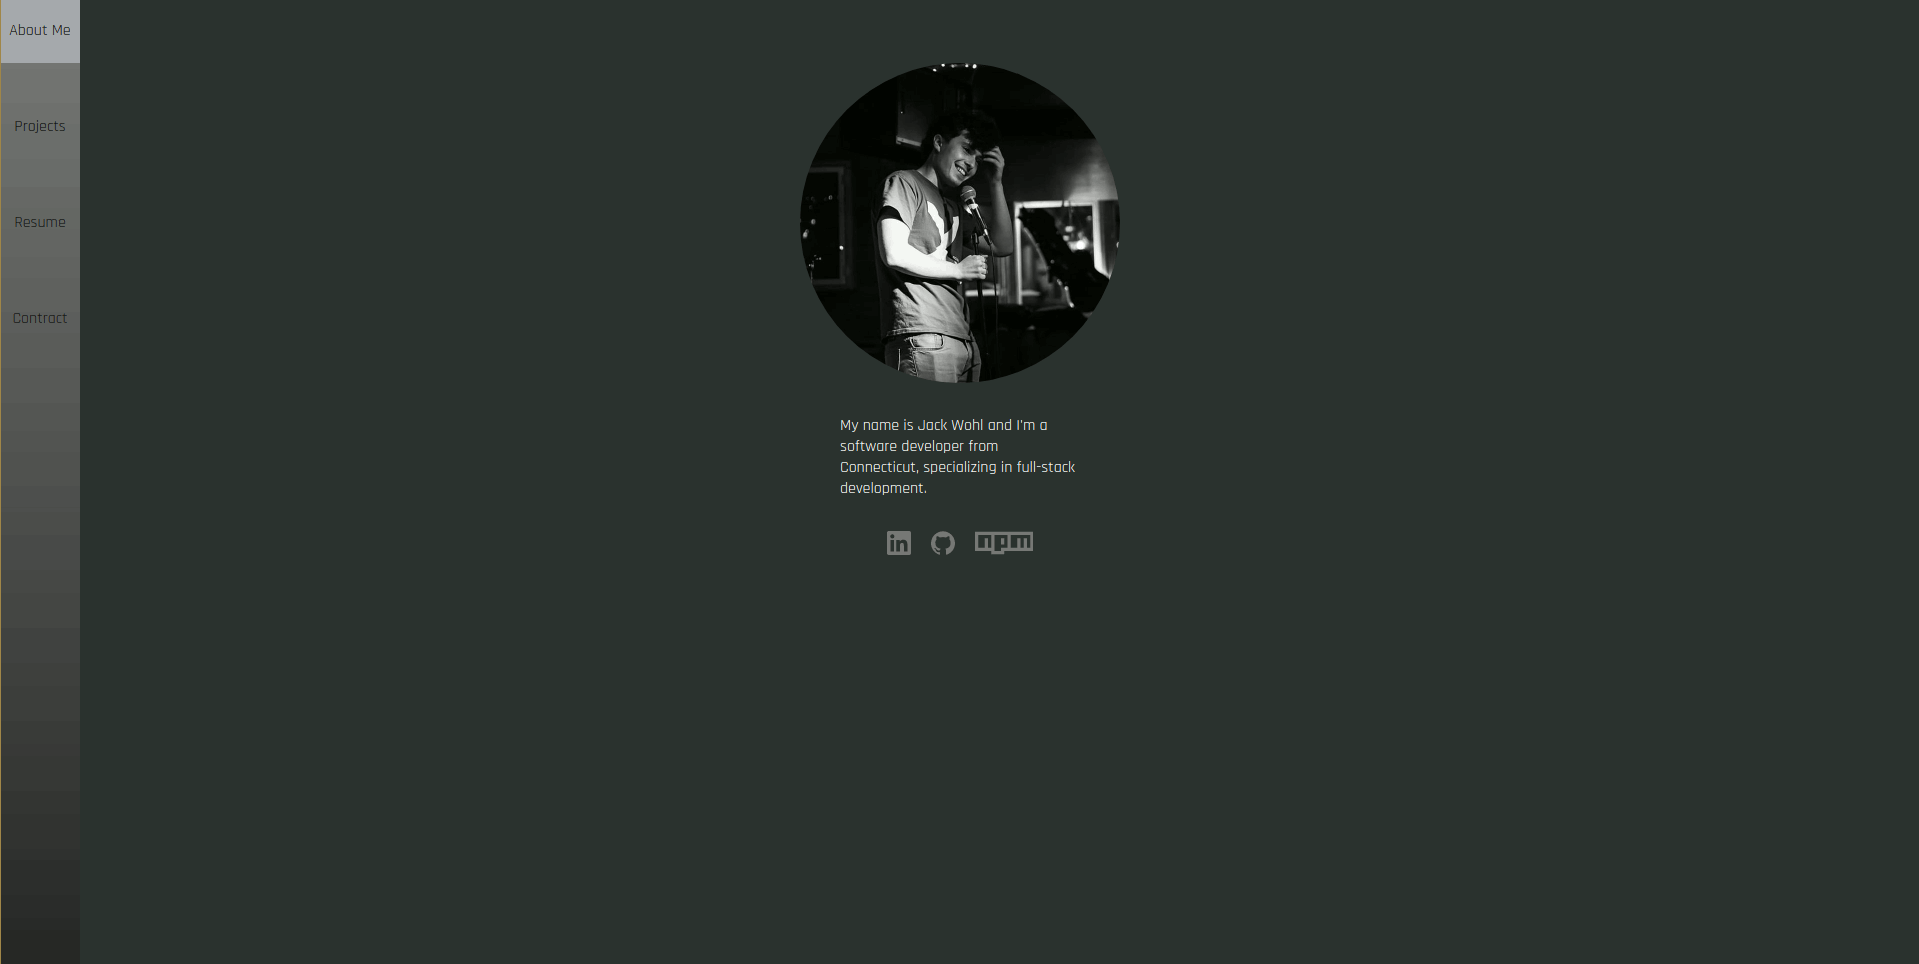 About Me
Projects
Resume
Contract
My name is Jack Wohl and I'm a
software developer from
Connecticut, specializing in full-stack
development.
in
npm